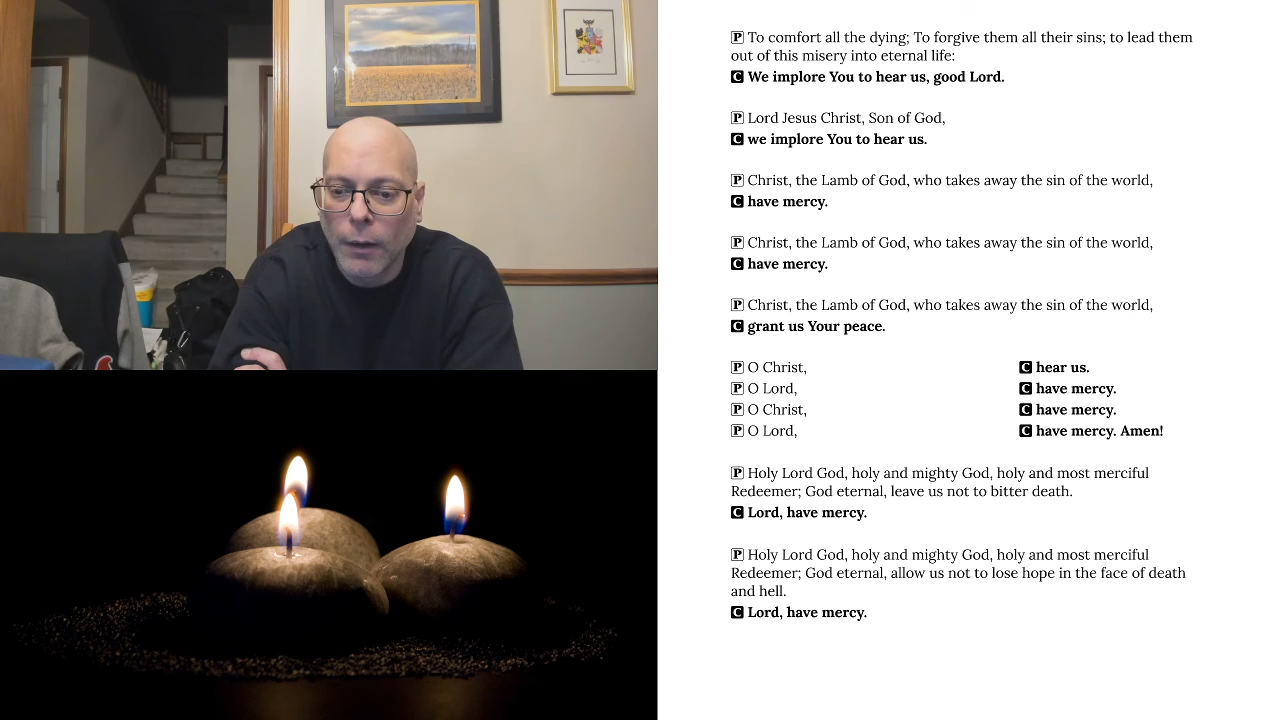 P To comfort all the dying; To forgive them all their sins; to lead them
out of this misery into eternal life:
C We implore You to hear us, good Lord.
P Lord Jesus Christ, Son of God,
C we implore You to hear us.
P Christ, the Lamb of God, who takes away the sin of the world,
C have mercy.
P Christ, the Lamb of God, who takes away the sin of the world,
C have mercy.
P Christ, the Lamb of God, who takes away the sin of the world,
C grant us Your peace.
P O Christ, C hear us.
P O Lord, C have mercy.
P O Christ, C have mercy.
P O Lord, C have mercy. Amen!
P Holy Lord God, holy and mighty God, holy and most merciful
Redeemer; God eternal, leave us not to bitter death.
C Lord, have mercy.
P Holy Lord God, holy and mighty God, holy and most merciful
Redeemer; God eternal, allow us not to lose hope in the face of death
and hell.
C Lord, have mercy.